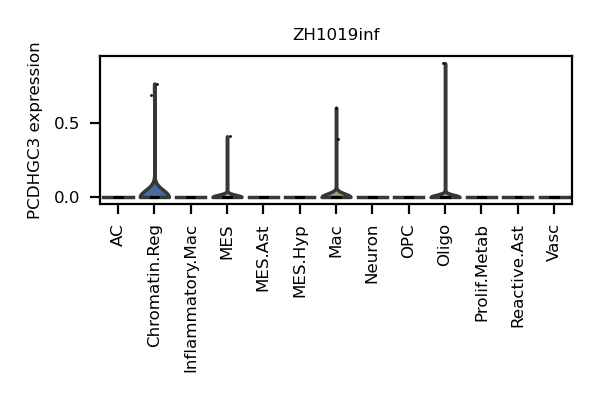 ZH1019inf
PCDHGC3 expression
0.5
0.0
AC
Chromatin.Reg
Inflammatory.Mac
MES
MES.Ast
MES.Hyp
Mac
Neuron
OPC
Oligo
Prolif.Metab
Reactive.Ast
Vasc